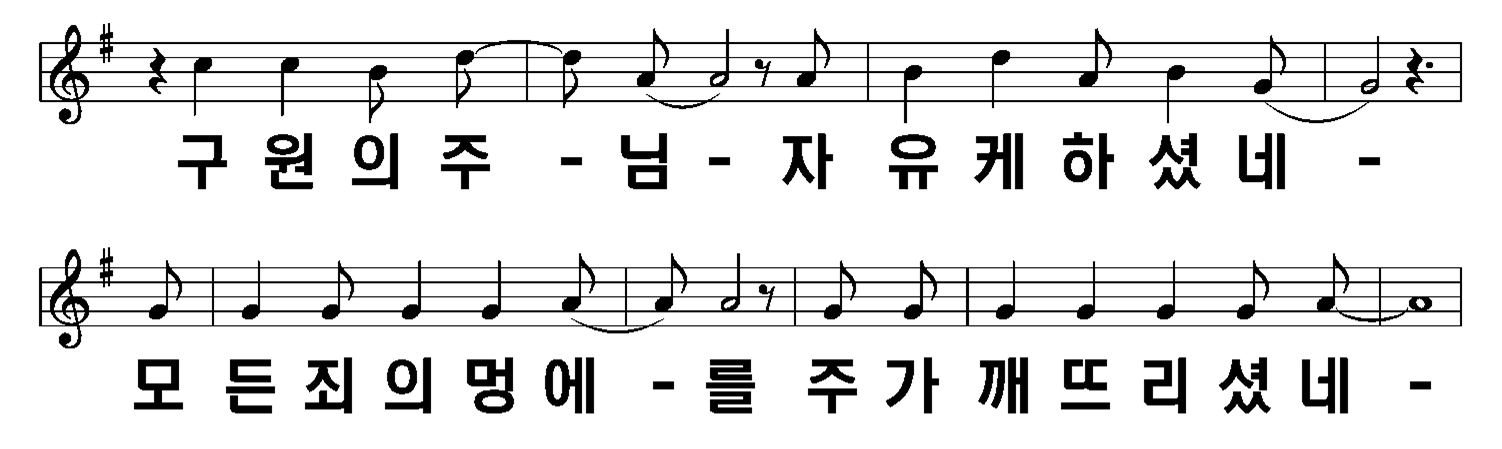 구 원 의 주 - 님 - 자 유 케 하 셨 네 -
모 든 죄 의 멍 에 - 를 주 가 깨 뜨 리 셨 네 -